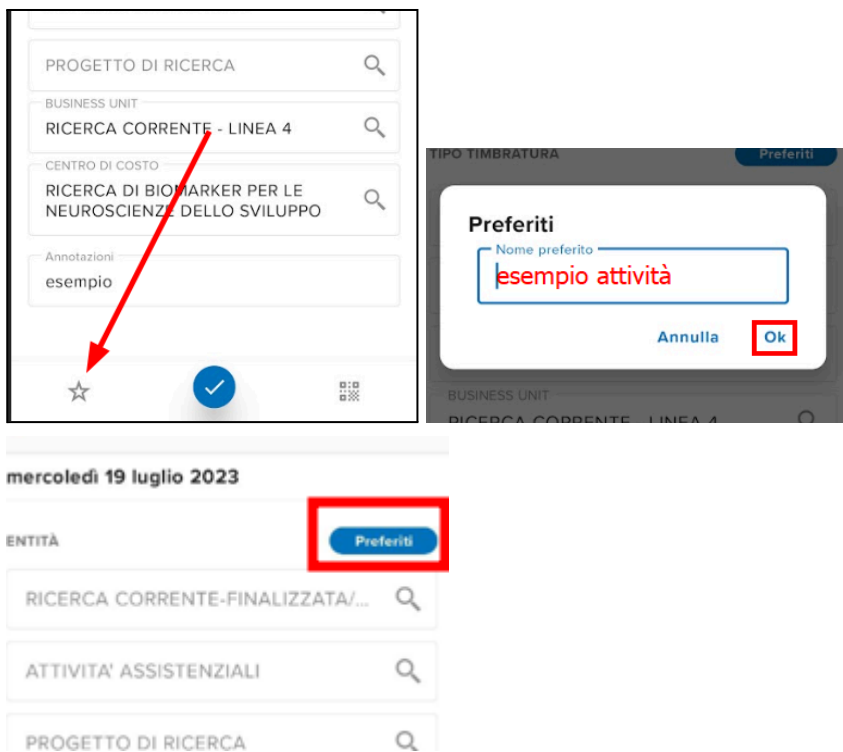 PROGETTO DI RICERCA
BUSINESS UNIT
RICERCA CORRENTE - LINEA 4
CENTRO DI COSTO
RICERCA DI BIOMARKER PER LE
NEUROSCIENZE DELLO SVILUPPO
Annotazioni
esempio
TIPO TIMBRATURA
Preferiti
Preferiti
Nome preferito
esempio attività
Annulla
Ok
BUSINESS UNIT
RICERCA CORRENTE - LINEA 4
mercoledì 19 luglio 2023
ENTITÀ
Preferiti
RICERCA CORRENTE-FINALIZZATA/...
ATTIVITA' ASSISTENZIALI
PROGETTO DI RICERCA